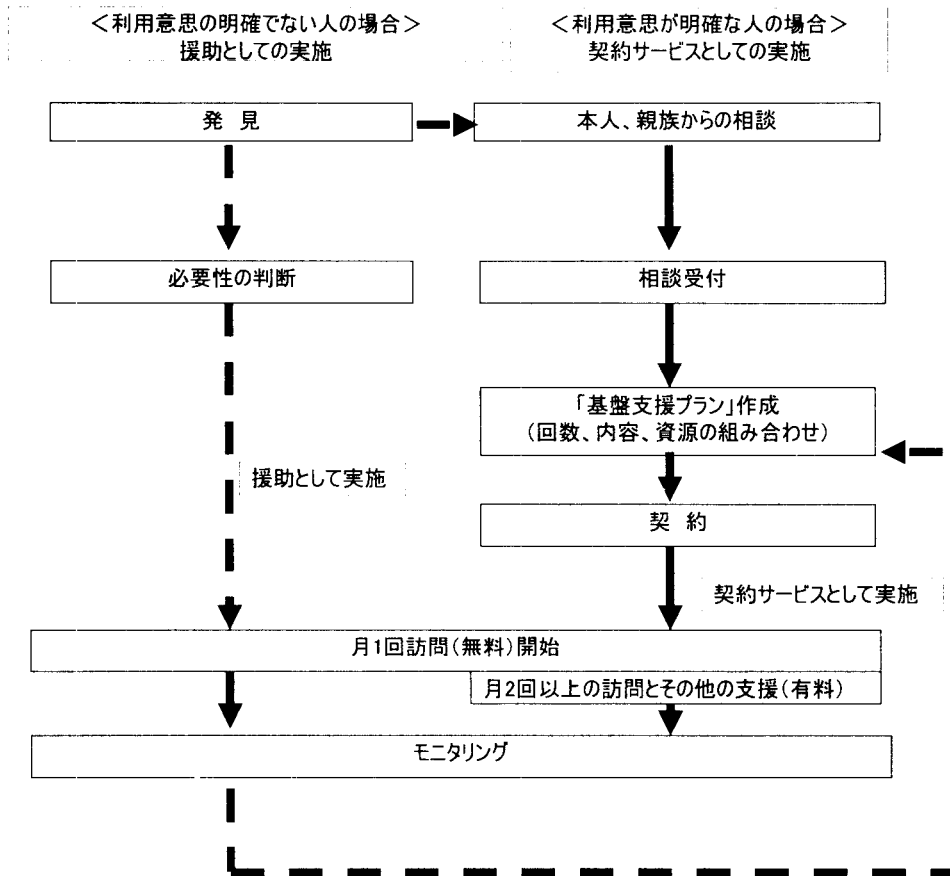 ＜利用意思の明確でない人の場合＞
援助としての実施
＜利用意思が明確な人の場合＞
契約サービスとしての実施
発 見
本人、親族からの相談
必要性の判断
相談受付
「基盤支援プラン」作成
（回数、内容、資源の組み合わせ）
援助として実施
契 約
契約サービスとして実施
月1回訪問（無料）開始
月2回以上の訪問とその他の支援（有料）
モニタリング